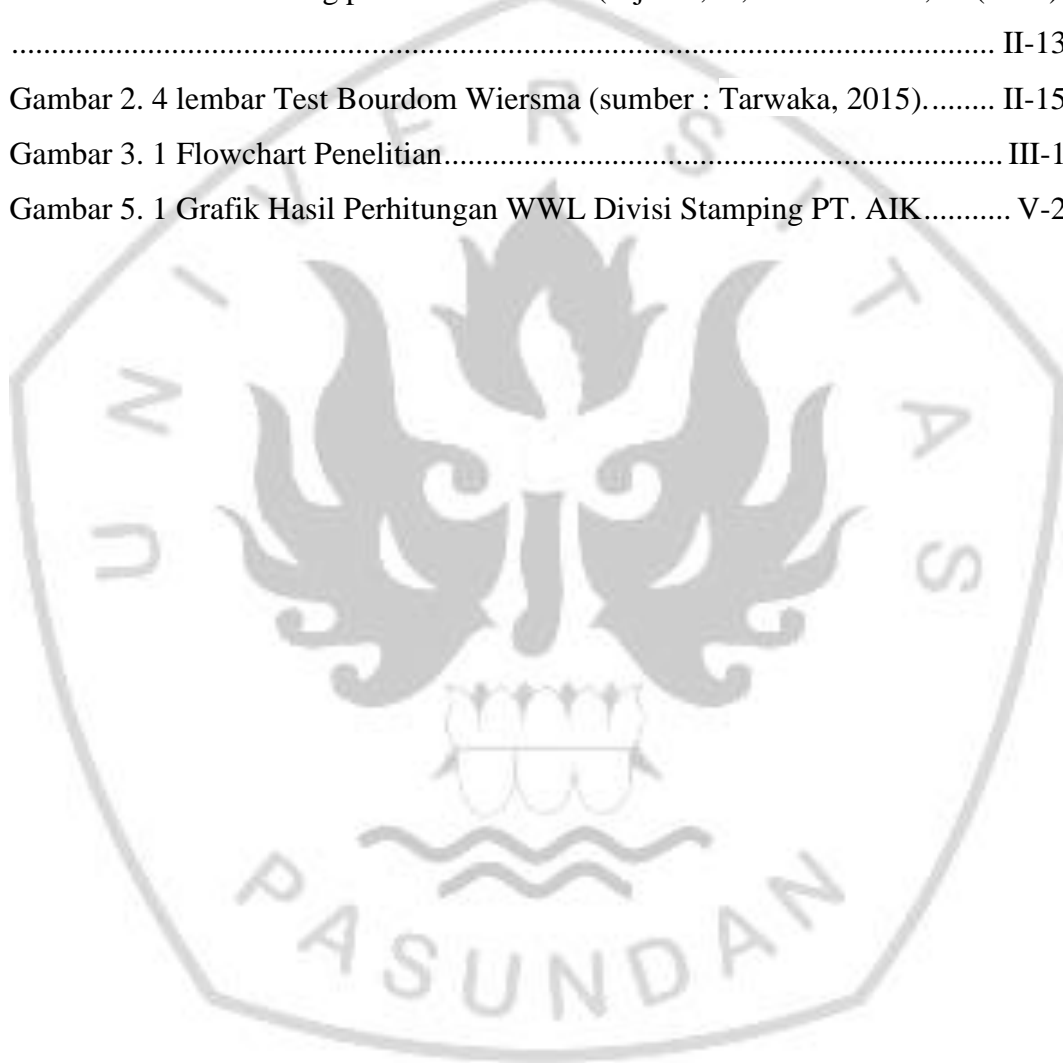 .......................................................................................................................... II-13
Gambar 2. 4 lembar Test Bourdom Wiersma (sumber : Tarwaka, 2015)......... II-15
Gambar 3. 1 Flowchart Penelitian.................................................................... III-1
Gambar 5. 1 Grafik Hasil Perhitungan WWL Divisi Stamping PT. AIK........... V-2
UNIVERSITAS
PASUNDAN